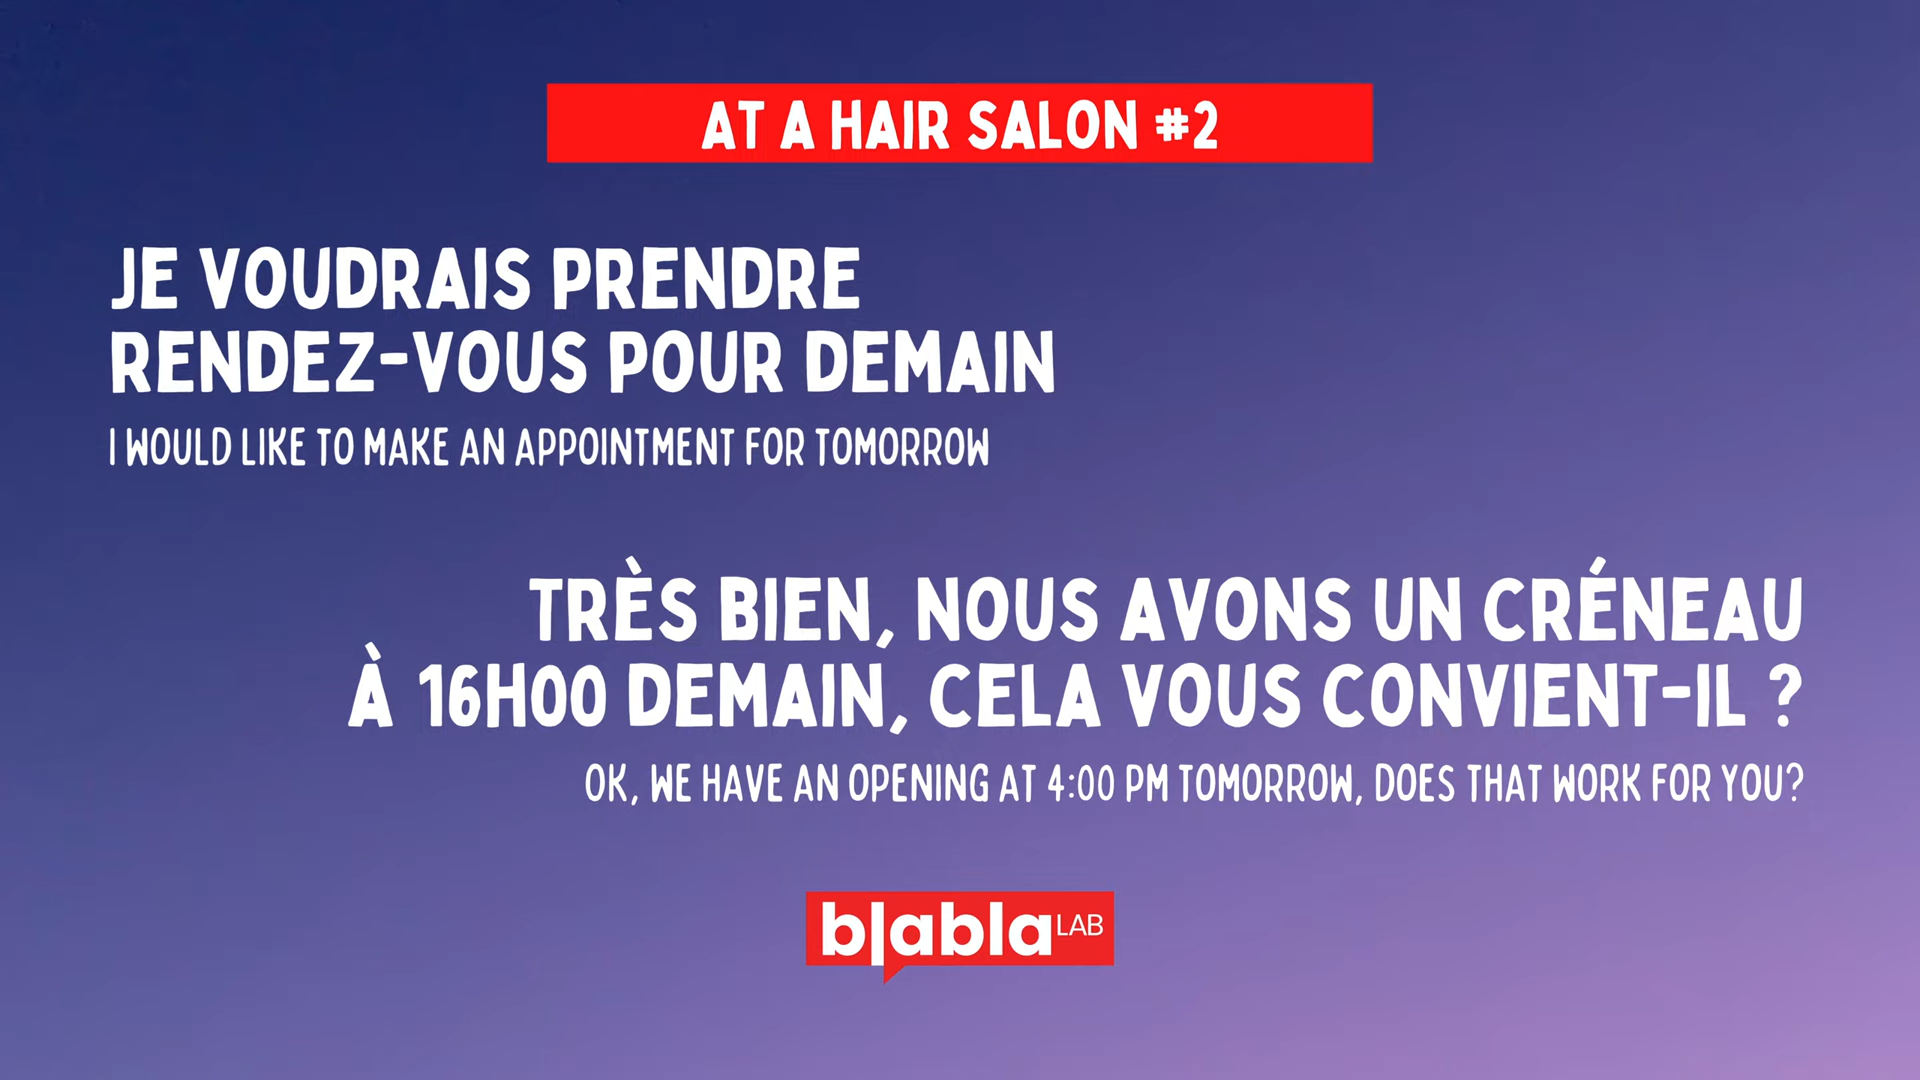 AT A HAIR SALON #2
JE VOUDRAIS PRENDRE
RENDEZ-VOUS POUR DEMAIN
I WOULD LIKE TO MAKE AN APPOINTMENT FOR TOMORROW
TRÈS BIEN, NOUS AVONS UN CRÉNEAU
À 16H00 DEMAIN, CELA VOUS CONVIENT-IL ?
OK, WE HAVE AN OPENING AT 4:00 PM TOMORROW, DOES THAT WORK FOR YOU?
blabla LAB